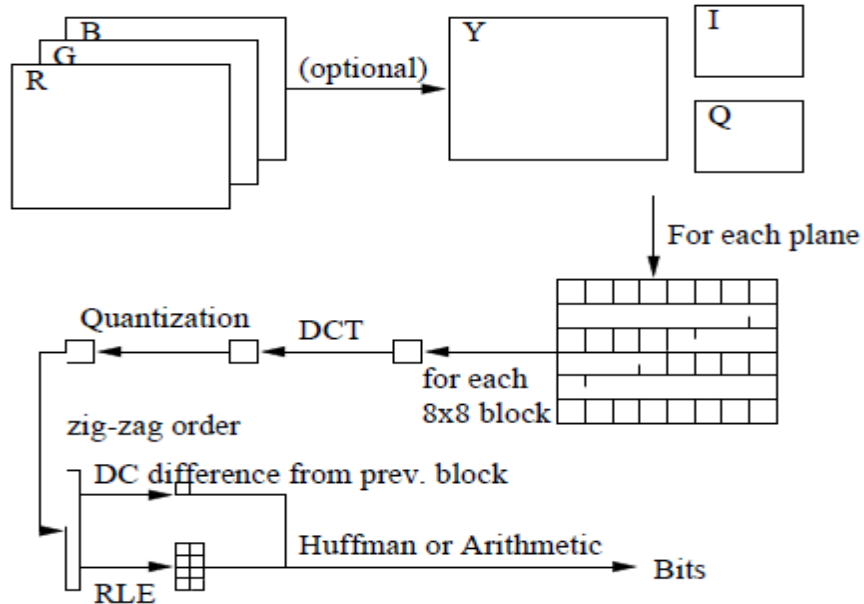 B
G
R
(optional)
Y
I
Q
For each plane
Quantization
DCT
for each
8x8 block
zig-zag order
DC difference from prev. block
Huffman or Arithmetic
Bits
RLE